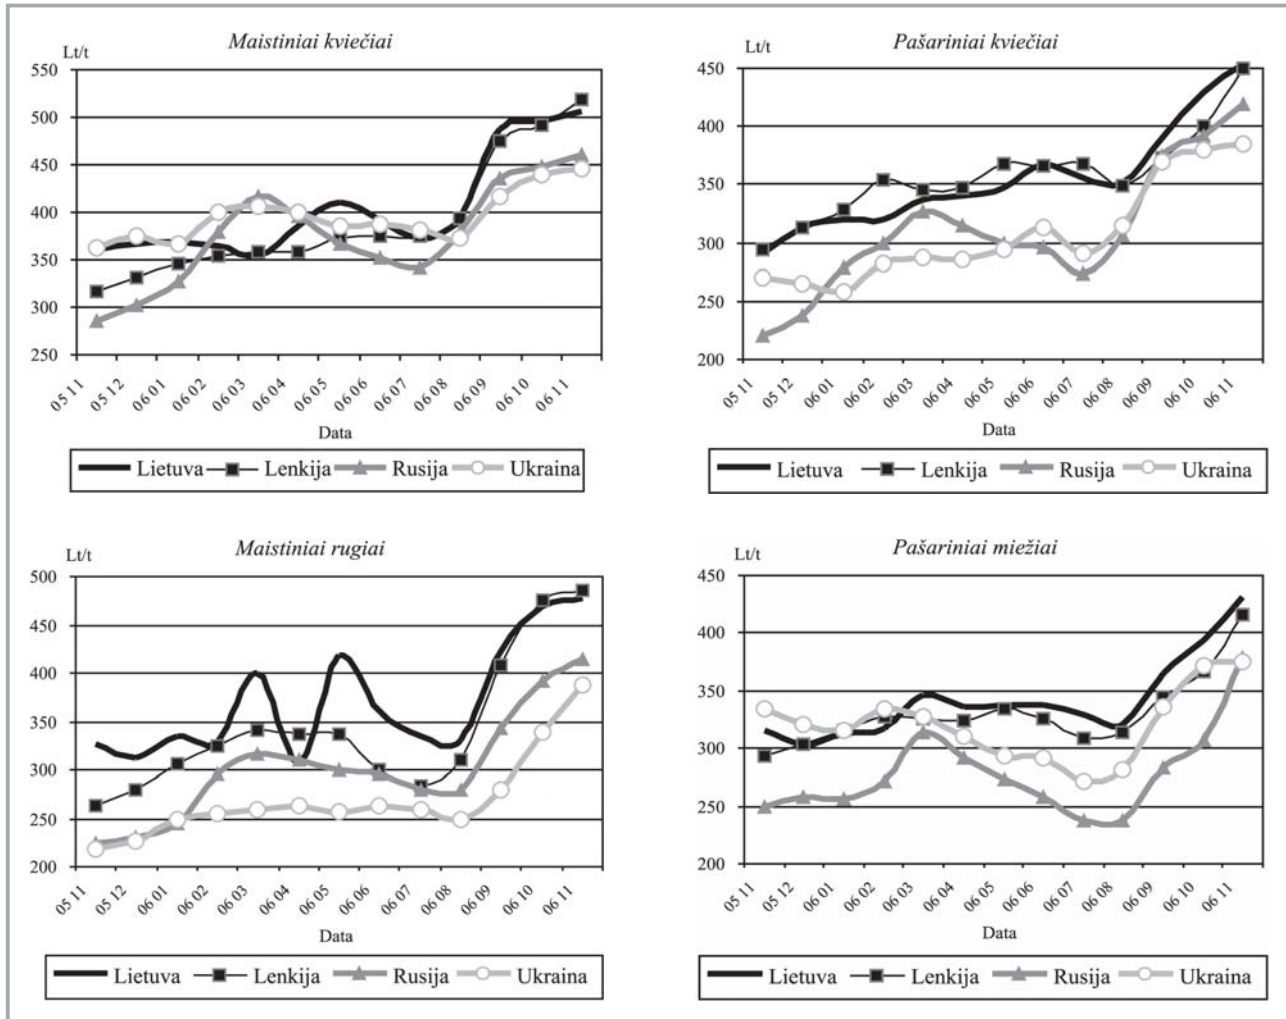 Maistiniai kviečiai
Lt/t
550
500
450
400
350
300
250
05 11 05 12 06 01 06 02 06 03 06 04 06 05 06 06 06 07 06 08 06 09 06 10 06 11
Data
Lietuva Lenkija Rusija Ukraina
Pašariniai kviečiai
Lt/t
450
400
350
300
250
200
05 11 05 12 06 01 06 02 06 03 06 04 06 05 06 06 06 07 06 08 06 09 06 10 06 11
Data
Lietuva Lenkija Rusija Ukraina
Maistiniai rugiai
Lt/t
500
450
400
350
300
250
200
05 11 05 12 06 01 06 02 06 03 06 04 06 05 06 06 06 07 06 08 06 09 06 10 06 11
Data
Lietuva Lenkija Rusija Ukraina
Pašariniai miežiai
Lt/t
450
400
350
300
250
200
05 11 05 12 06 01 06 02 06 03 06 04 06 05 06 06 06 07 06 08 06 09 06 10 06 11
Data
Lietuva Lenkija Rusija Ukraina